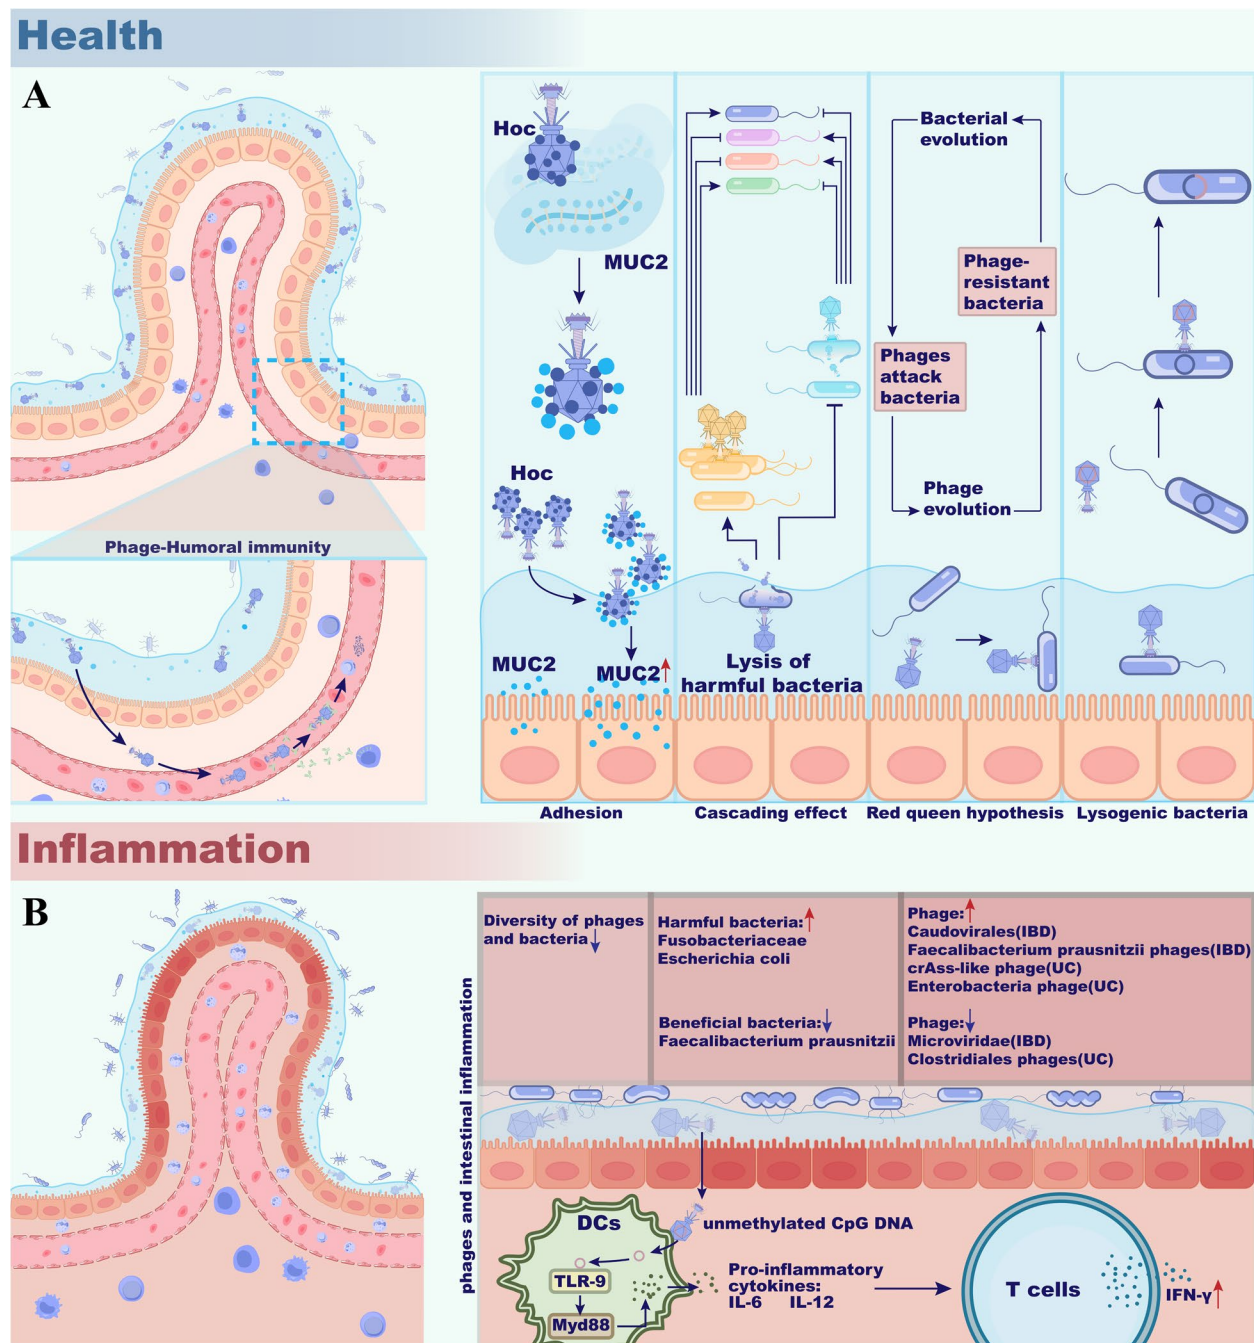 Health
A
Phage-Humoral immunity
Hoc
MUC2
Hoc
MUC2
MUC2
Adhesion
Lysis of
harmful bacteria
Cascading effect
Bacterial
evolution
Phage-
resistant
bacteria
Phages
attack
bacteria
Phage
evolution
Red queen hypothesis
Lysogenic bacteria
Inflammation
B
phages and intestinal inflammation
Diversity of phages
and bacteria
Harmful bacteria:
Fusobacteriaceae
Escherichia coli
Beneficial bacteria:
Faecalibacterium prausnitzii
Phage:
Caudovirales(IBD)
Faecalibacterium prausnitzii phages(IBD)
crAss-like phage(UC)
Enterobacteria phage(UC)
Phage:
Microviridae(IBD)
Clostridiales phages(UC)
DCs
unmethylated CpG DNA
TLR-9
Myd88
Pro-inflammatory
cytokines:
IL-6 IL-12
T cells
IFN-γ